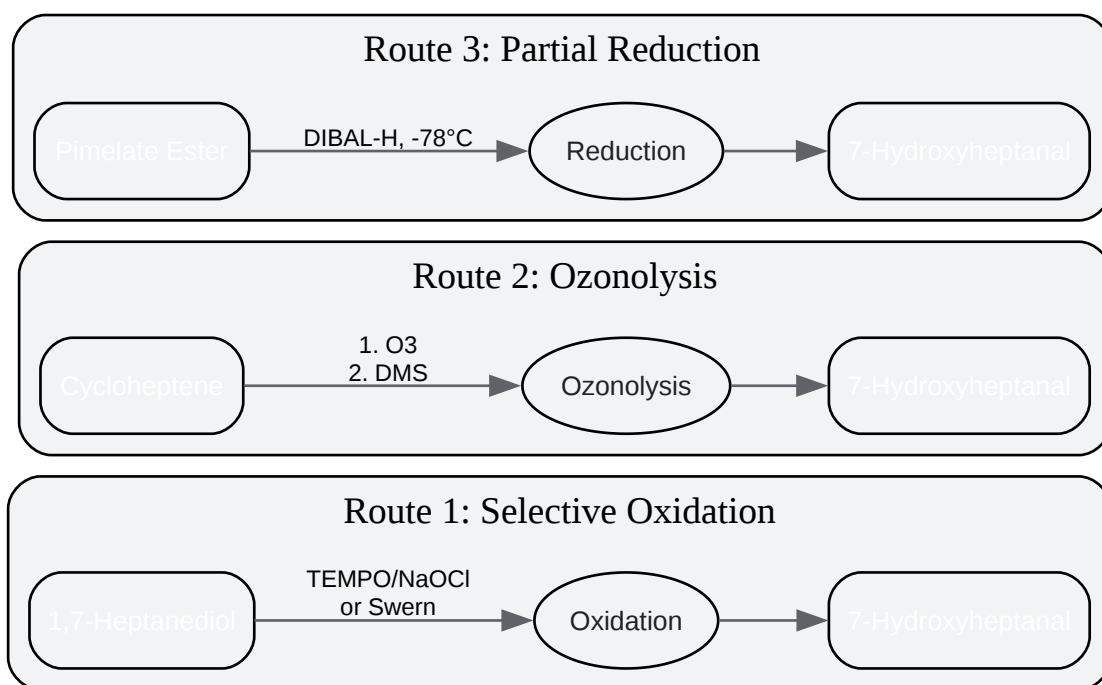 Route 3: Partial Reduction
Pimelate Ester
DIBAL-H, -78°C
Reduction
7-Hydroxyheptanal
Route 2: Ozonolysis
Cycloheptene
1. O3
2. DMS
Ozonolysis
7-Hydroxyheptanal
Route 1: Selective Oxidation
1,7-Heptanediol
TEMPO/NaOCl
or Swern
Oxidation
7-Hydroxyheptanal